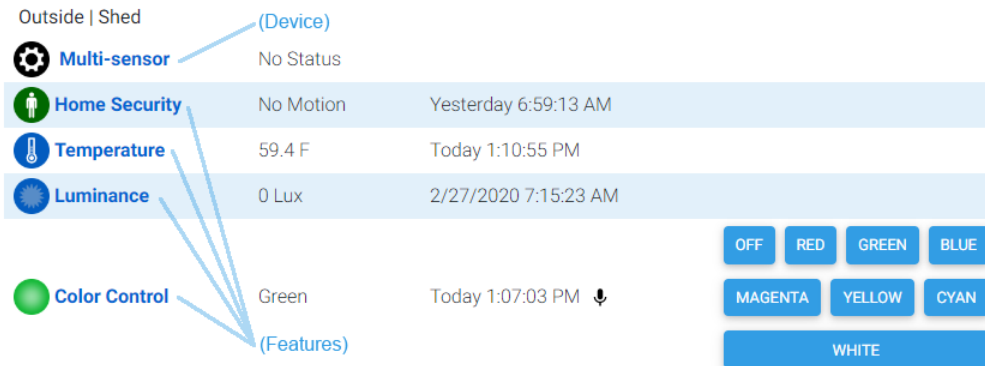 Outside | Shed
(Device)
Multi-sensor No Status
Home Security No Motion Yesterday 6:59:13 AM
Temperature 59.4 F Today 1:10:55 PM
Luminance 0 Lux 2/27/2020 7:15:23 AM
OFF RED GREEN BLUE
Color Control Green Today 1:07:03 PM MAGENTA YELLOW CYAN
(Features)
WHITE